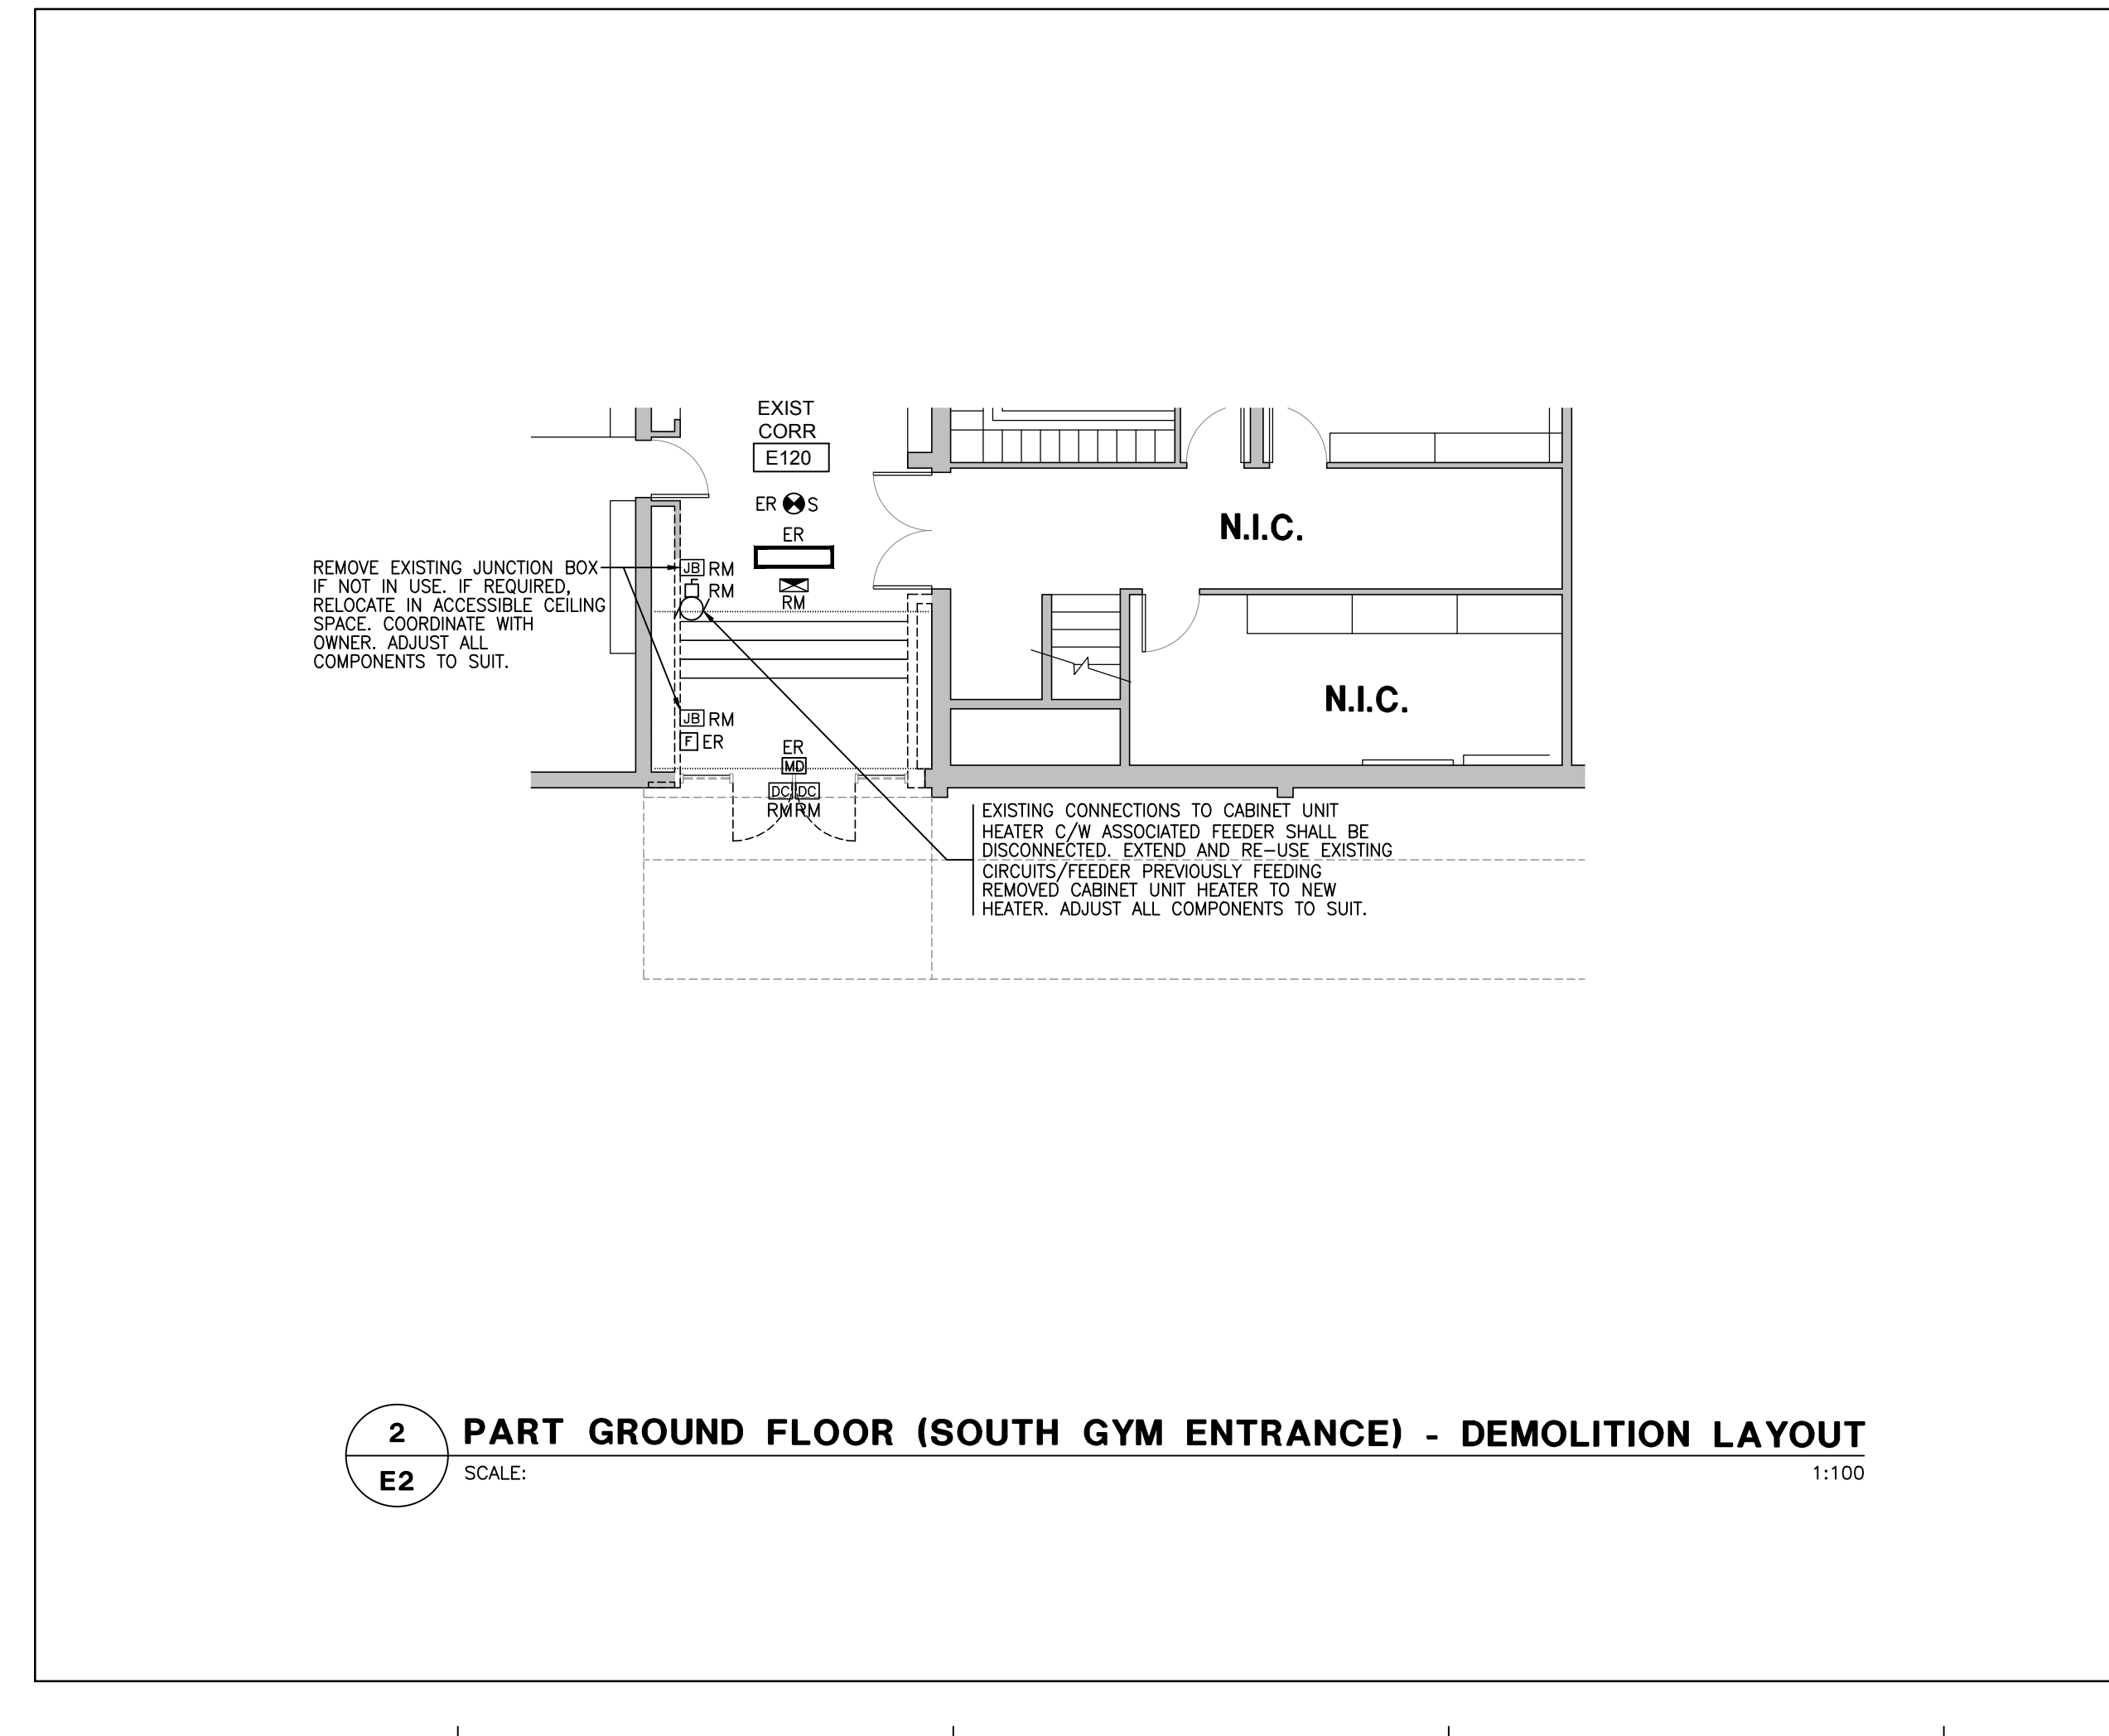 EXIST
CORR
E120
ER S
ER
JB RM
RM
RM
REMOVE EXISTING JUNCTION BOX
IF NOT IN USE. IF REQUIRED,
RELOCATE IN ACCESSIBLE CEILING
SPACE. COORDINATE WITH
OWNER. ADJUST ALL
COMPONENTS TO SUIT.
N.I.C.
N.I.C.
JB RM
F ER
ER
MD
DC DC
RM RM
EXISTING CONNECTIONS TO CABINET UNIT
HEATER C/W ASSOCIATED FEEDER SHALL BE
DISCONNECTED. EXTEND AND RE-USE EXISTING
CIRCUITS/FEEDER PREVIOUSLY FEEDING
REMOVED CABINET UNIT HEATER TO NEW
HEATER. ADJUST ALL COMPONENTS TO SUIT.
2
E2
PART GROUND FLOOR (SOUTH GYM ENTRANCE) - DEMOLITION LAYOUT
SCALE: 1:100